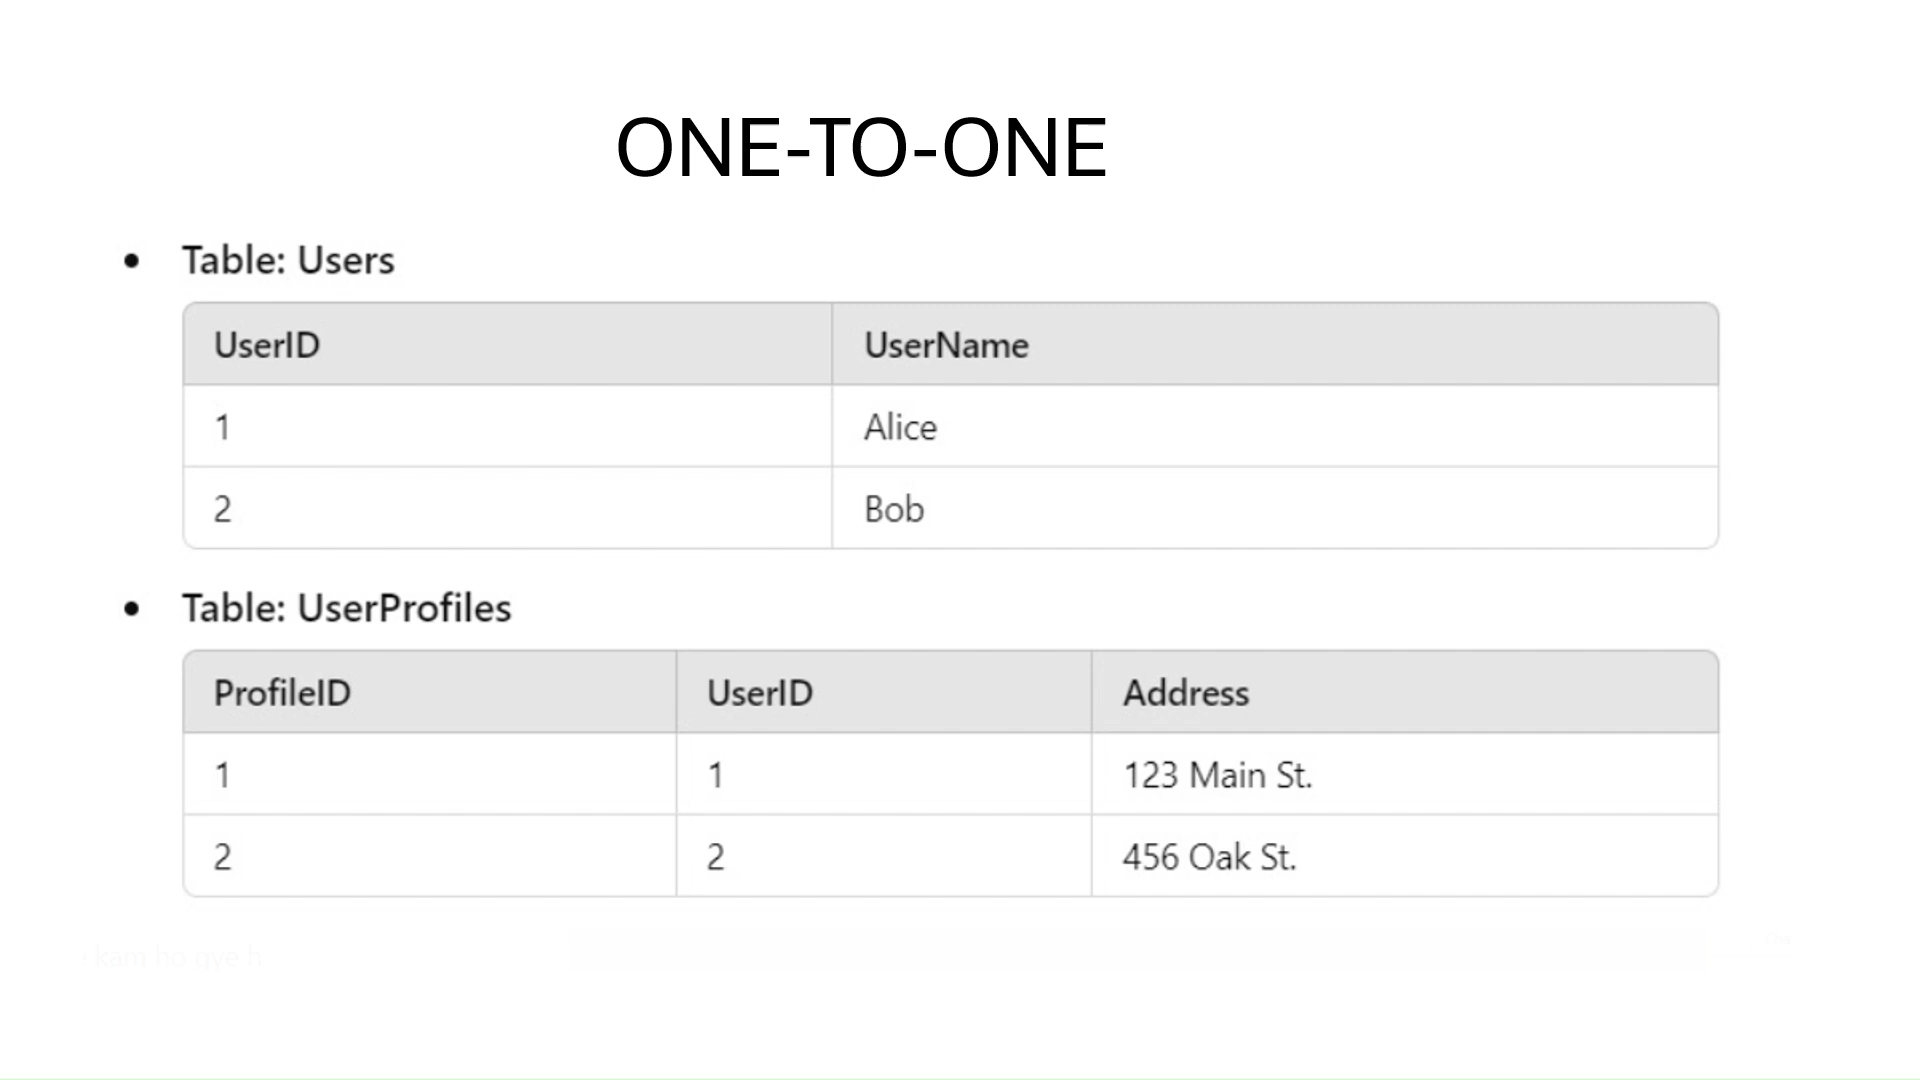 ONE-TO-ONE
• Table: Users
UserID UserName
1 Alice
2 Bob
• Table: UserProfiles
ProfileID UserID Address
1 1 123 Main St.
2 2 456 Oak St.